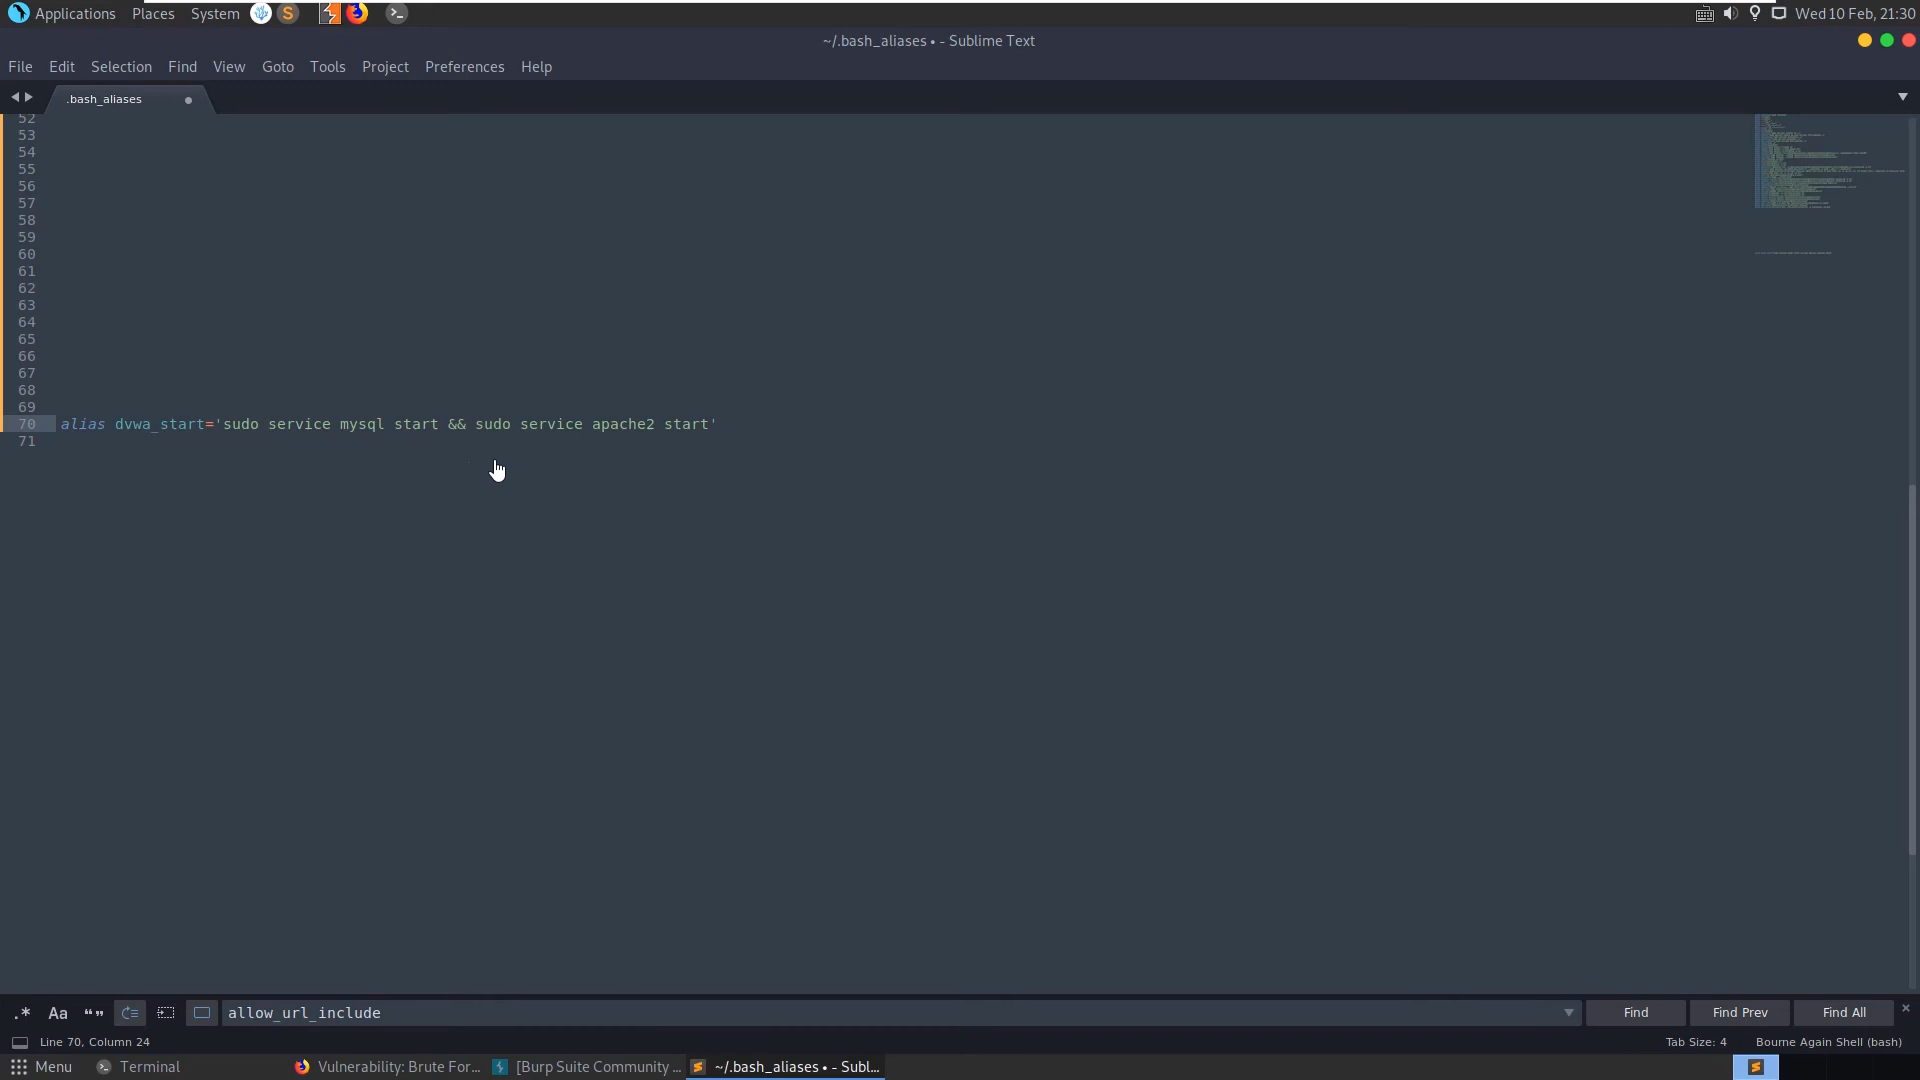 Applications Places System Wed 10 Feb, 21:30
~/.bash_aliases • - Sublime Text
File Edit Selection Find View Goto Tools Project Preferences Help
.bash_aliases
52
53
54
55
56
57
58
59
60
61
62
63
64
65
66
67
68
69
70 alias dvwa_start='sudo service mysql start && sudo service apache2 start'
71
.* Aa “” allow_url_include Find Find Prev Find All
Line 70, Column 24 Tab Size: 4 Bourne Again Shell (bash)
Menu Terminal Vulnerability: Brute For... [Burp Suite Community ... ~/.bash_aliases • - Subl...